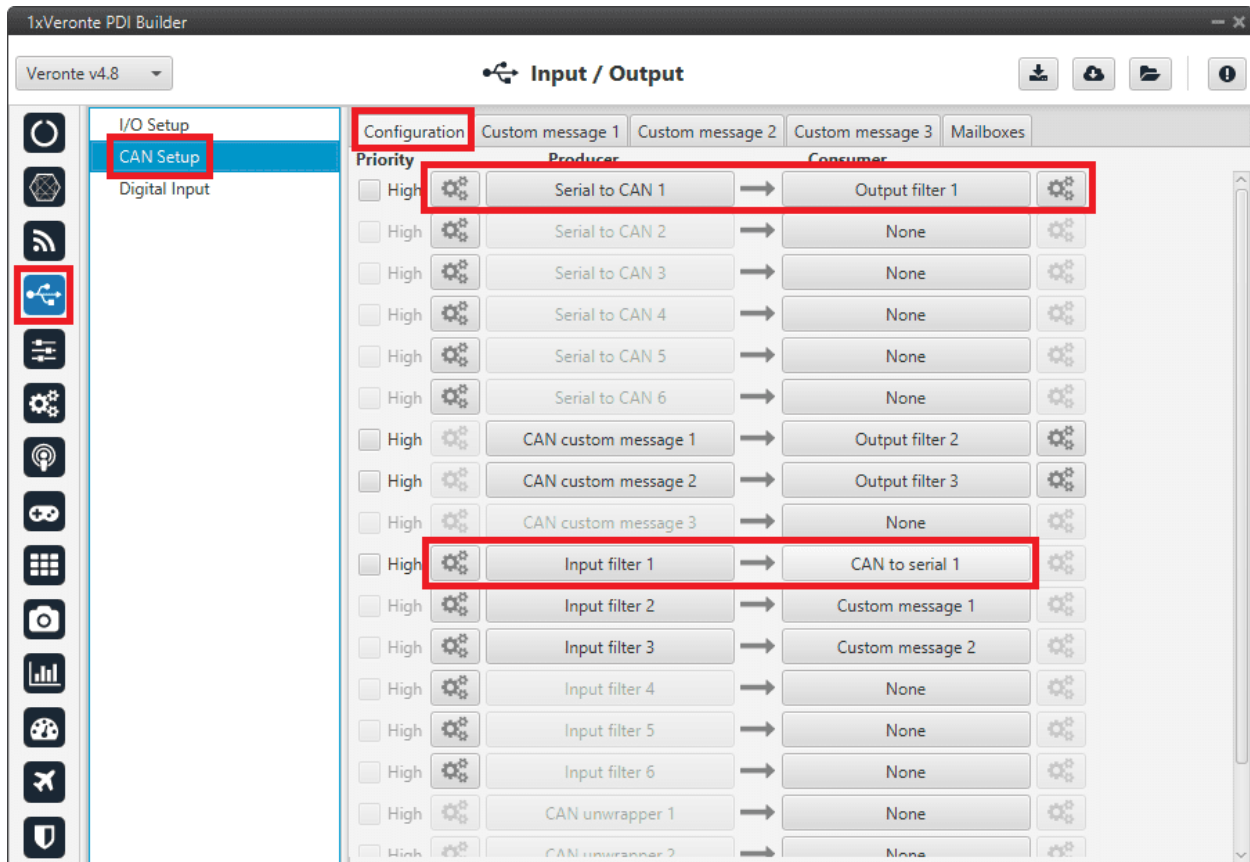 1xVeronte PDI Builder
Veronte v4.8
Input / Output
I/O Setup
CAN Setup
Digital Input
Configuration Custom message 1 Custom message 2 Custom message 3 Mailboxes
Priority Producer Consumer
High Serial to CAN 1 Output filter 1
High Serial to CAN 2 None
High Serial to CAN 3 None
High Serial to CAN 4 None
High Serial to CAN 5 None
High Serial to CAN 6 None
High CAN custom message 1 Output filter 2
High CAN custom message 2 Output filter 3
High CAN custom message 3 None
High Input filter 1 CAN to serial 1
High Input filter 2 Custom message 1
High Input filter 3 Custom message 2
High Input filter 4 None
High Input filter 5 None
High Input filter 6 None
High CAN unwrapper 1 None
High CAN unwrapper 2 None